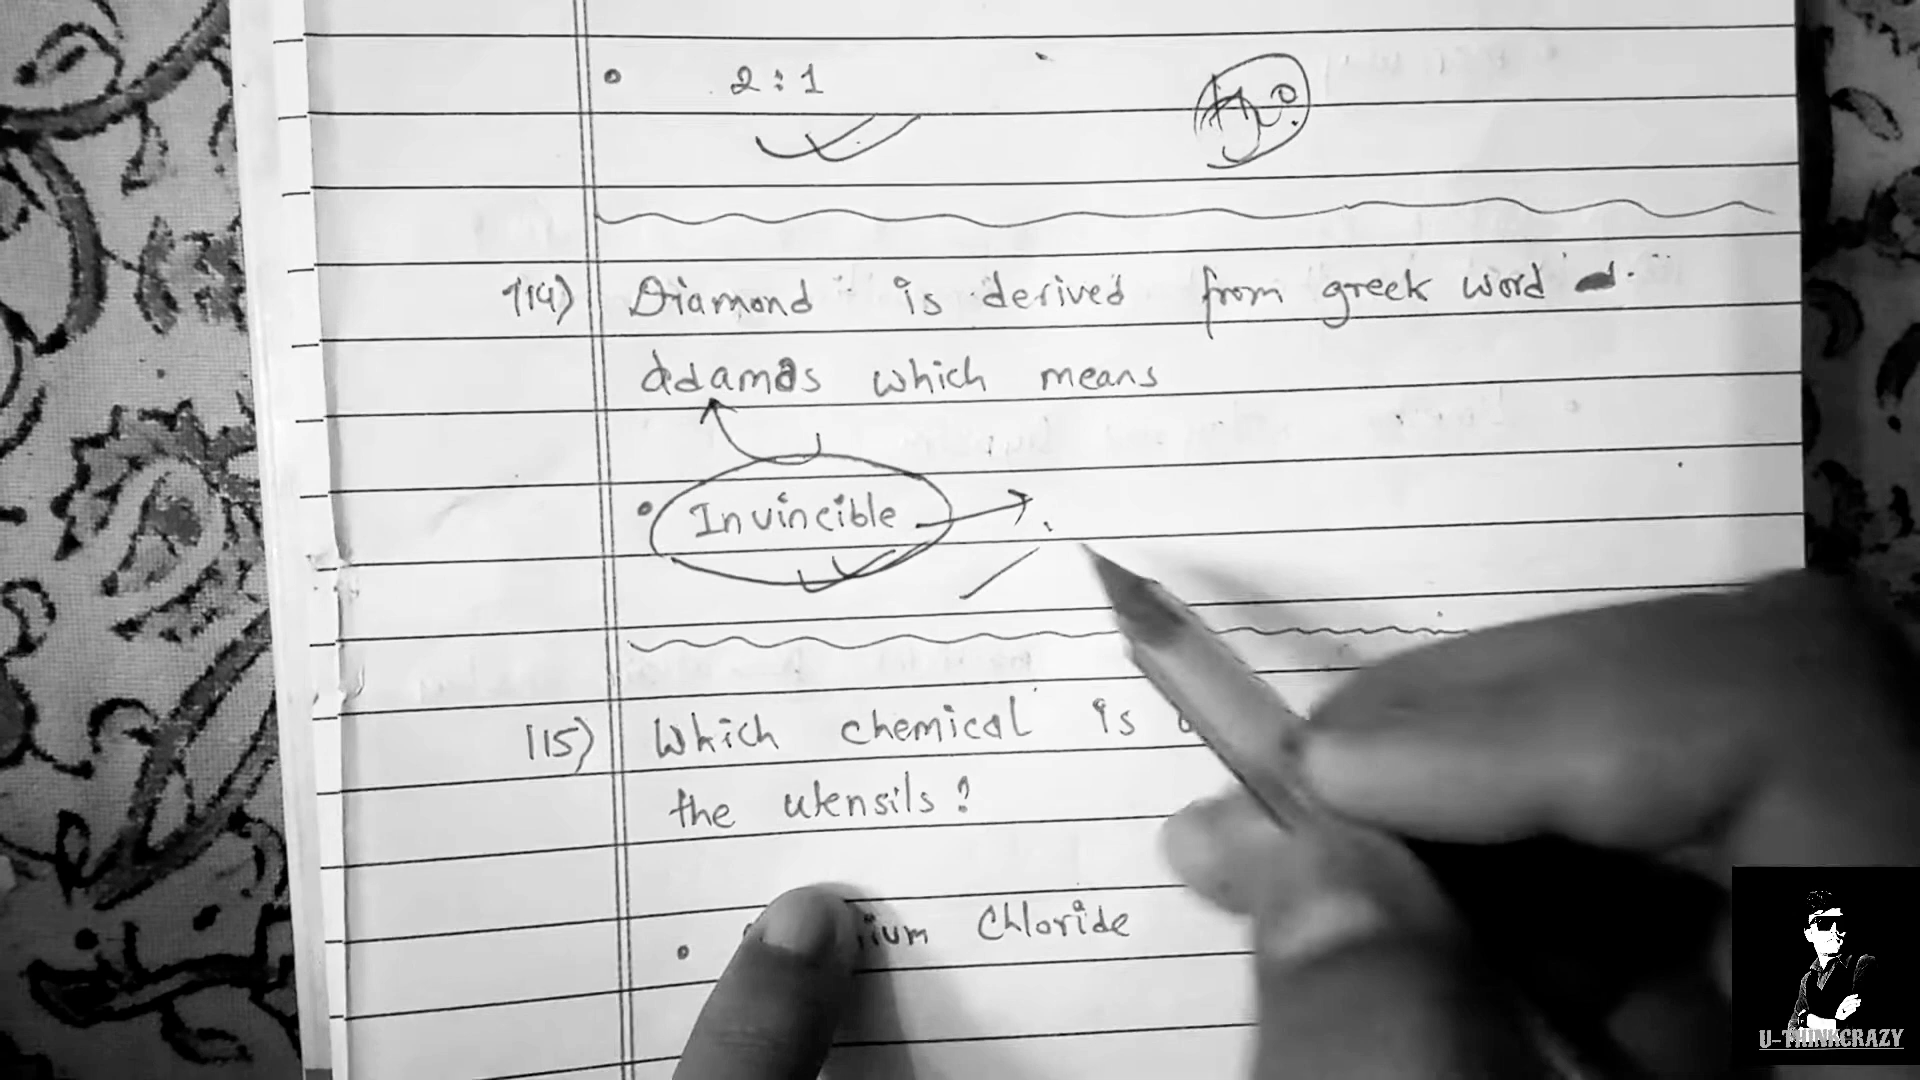 2 : 1
H₂O
114) Diamond is derived from greek word
adamas which means
Invincible
115) Which chemical is
the utensils?
Chloride
U-THINKCRAZY